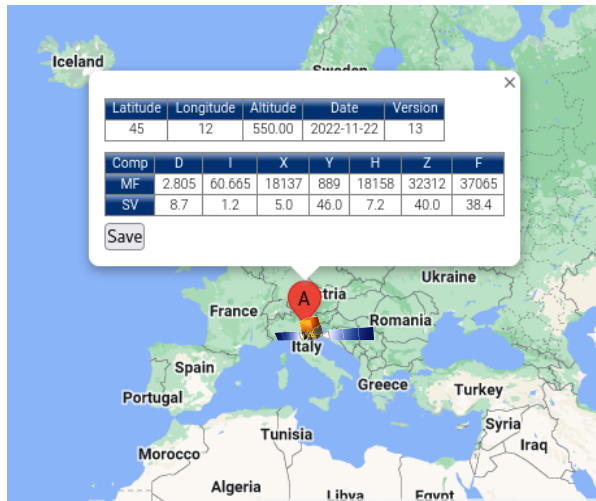 Iceland
Sweden
×
Latitude Longitude Altitude Date Version
45 12 550.00 2022-11-22 13
Comp D I X Y H Z F
MF 2.805 60.665 18137 889 18158 32312 37065
SV 8.7 1.2 5.0 46.0 7.2 40.0 38.4
Save
Ukraine
A
France
Romania
Italy
Spain
Greece
Turkey
Portugal
Syria
Tunisia
Iraq
Morocco
Algeria
Libya
Egypt